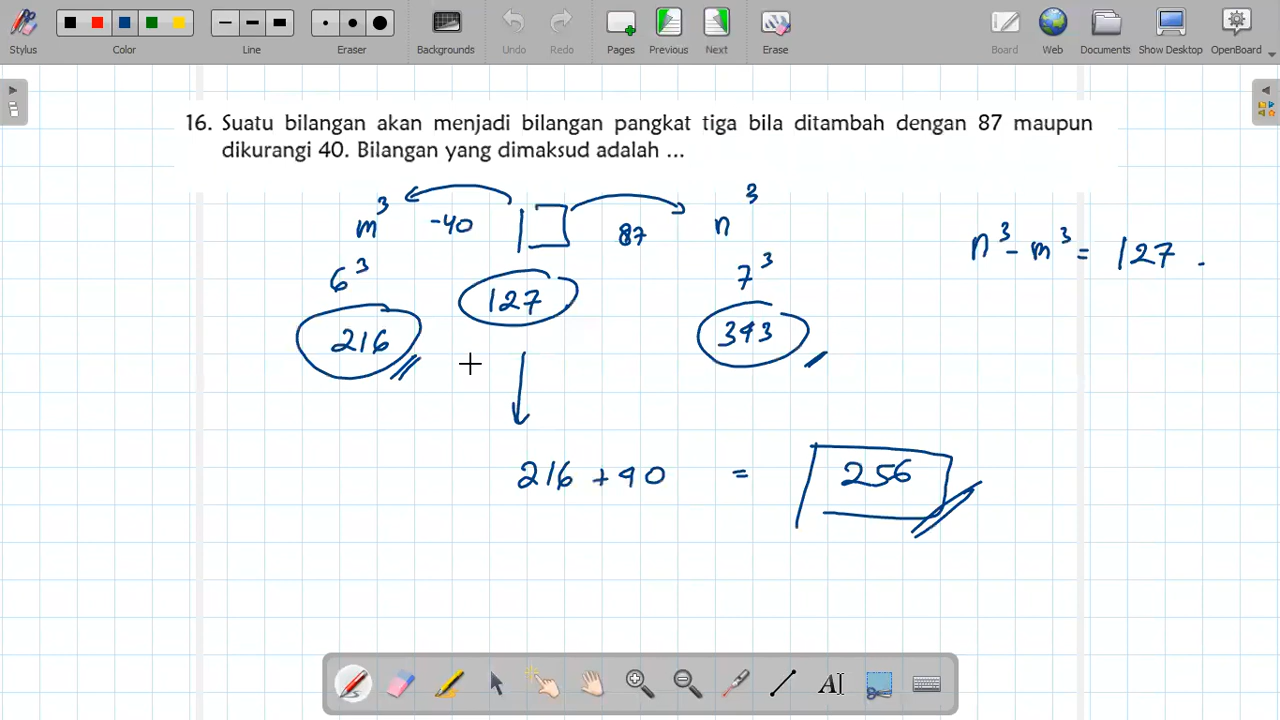 Stylus Color Line Eraser Backgrounds Undo Redo Pages Previous Next Erase Board Web Documents Show Desktop OpenBoard
16. Suatu bilangan akan menjadi bilangan pangkat tiga bila ditambah dengan 87 maupun
dikurangi 40. Bilangan yang dimaksud adalah ...
m³ -40 87 n³ n³ - m³ = 127.
6³ 127 7³
216 343
216 + 40 = 256